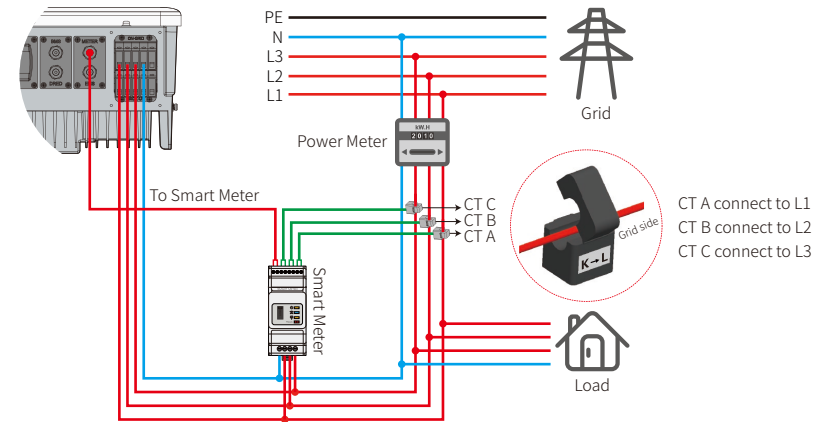 PE
N
L3
L2
L1
METER
kW.H
2010
Power Meter
Grid
To Smart Meter
CT C
CT B
CT A
Grid side
K→L
CT A connect to L1
CT B connect to L2
CT C connect to L3
Smart Meter
Load